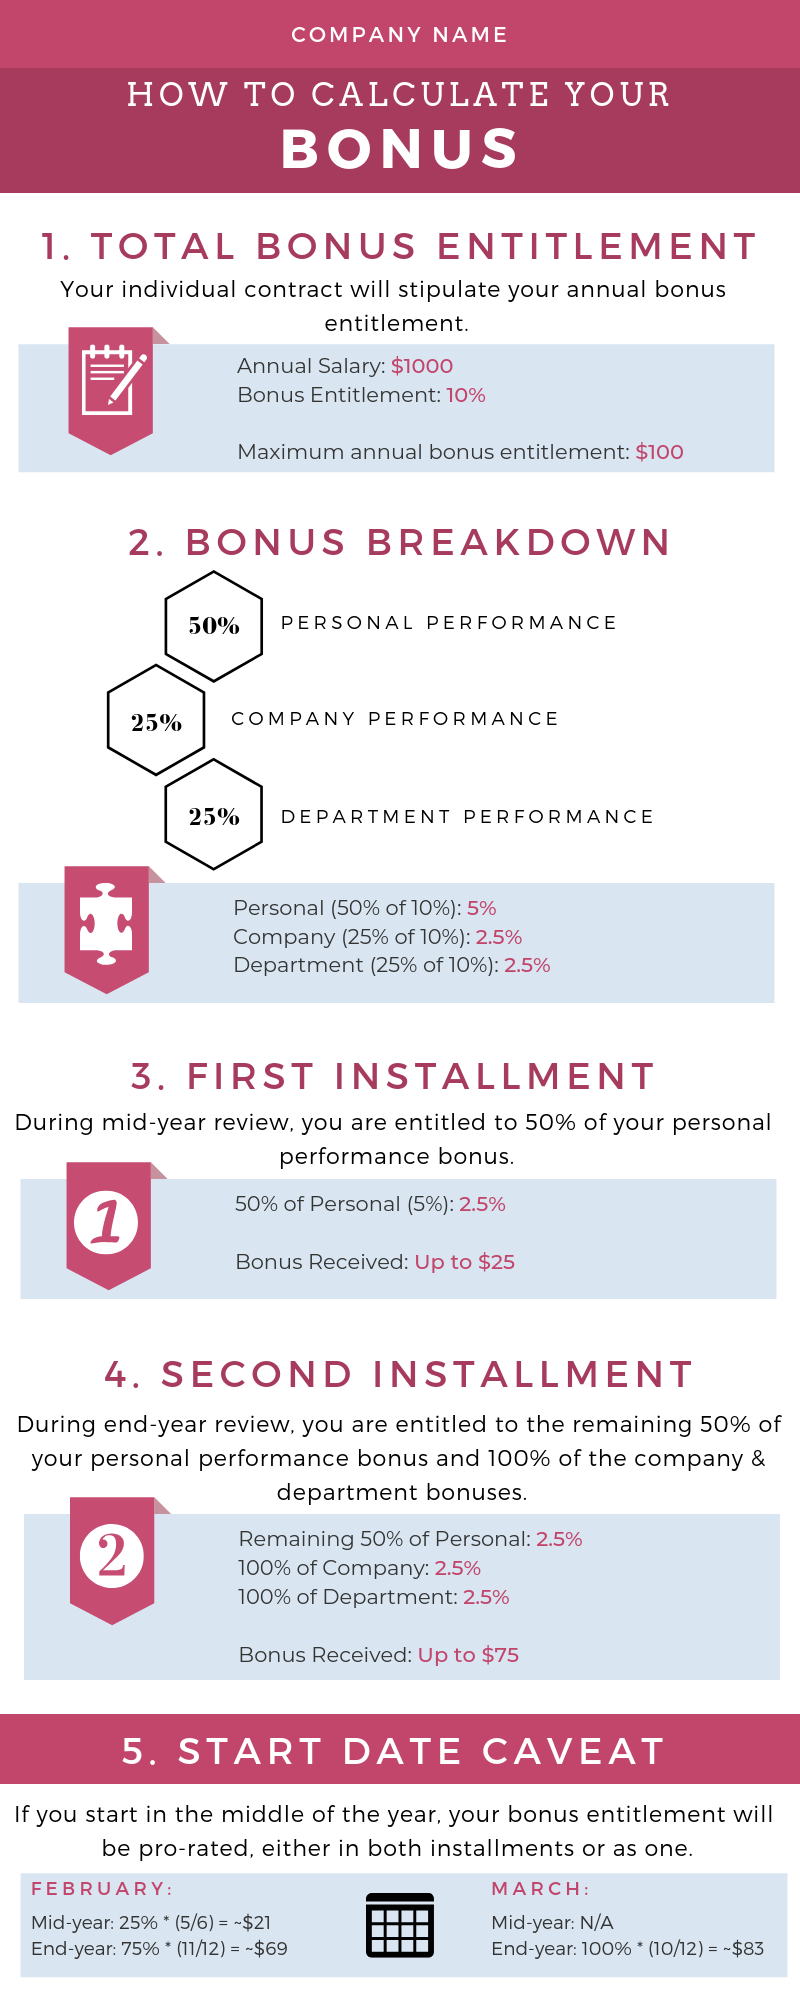 COMPANY NAME
HOW TO CALCULATE YOUR
BONUS
1. TOTAL BONUS ENTITLEMENT
Your individual contract will stipulate your annual bonus
entitlement.
Annual Salary: $1000
Bonus Entitlement: 10%
Maximum annual bonus entitlement: $100
2. BONUS BREAKDOWN
50%
PERSONAL PERFORMANCE
25%
COMPANY PERFORMANCE
25%
DEPARTMENT PERFORMANCE
Personal (50% of 10%): 5%
Company (25% of 10%): 2.5%
Department (25% of 10%): 2.5%
3. FIRST INSTALLMENT
During mid-year review, you are entitled to 50% of your personal
performance bonus.
1
50% of Personal (5%): 2.5%
Bonus Received: Up to $25
4. SECOND INSTALLMENT
During end-year review, you are entitled to the remaining 50% of
your personal performance bonus and 100% of the company &
department bonuses.
2
Remaining 50% of Personal: 2.5%
100% of Company: 2.5%
100% of Department: 2.5%
Bonus Received: Up to $75
5. START DATE CAVEAT
If you start in the middle of the year, your bonus entitlement will
be pro-rated, either in both installments or as one.
FEBRUARY:
Mid-year: 25% * (5/6) = ~$21
End-year: 75% * (11/12) = ~$69
MARCH:
Mid-year: N/A
End-year: 100% * (10/12) = ~$83